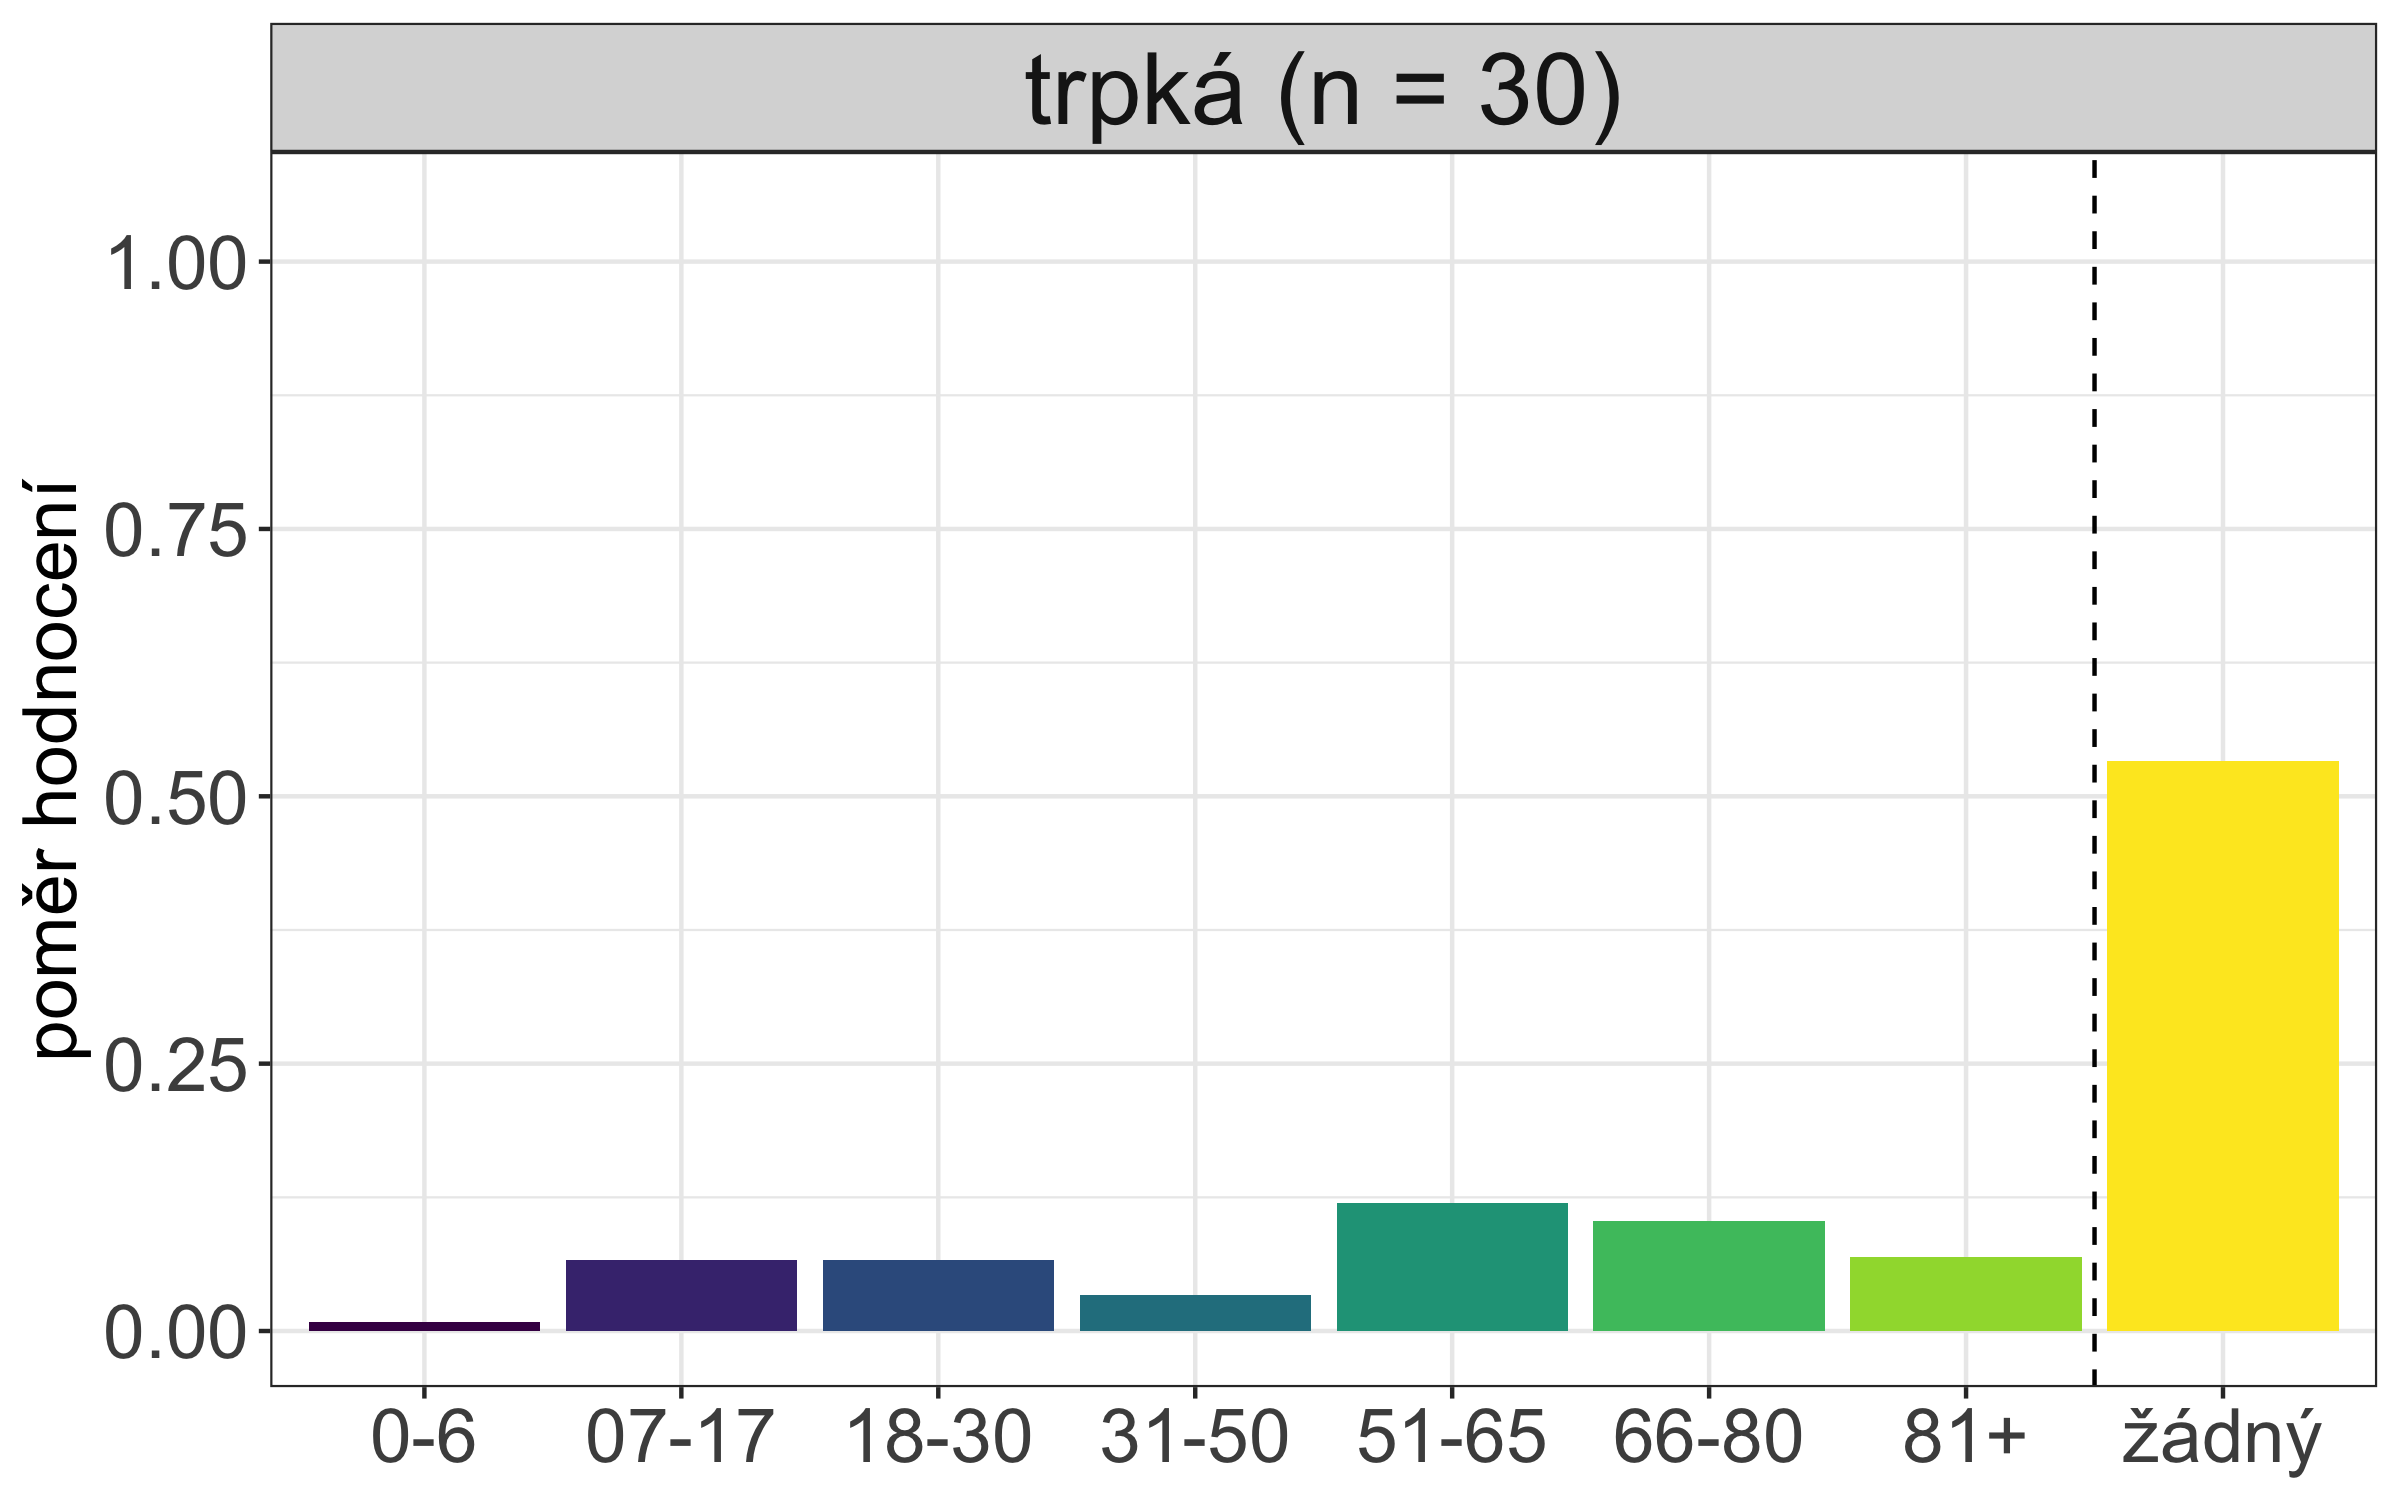 trpká (n = 30)
poměr hodnocení
1.00
0.75
0.50
0.25
0.00
0-6 07-17 18-30 31-50 51-65 66-80 81+ žádný